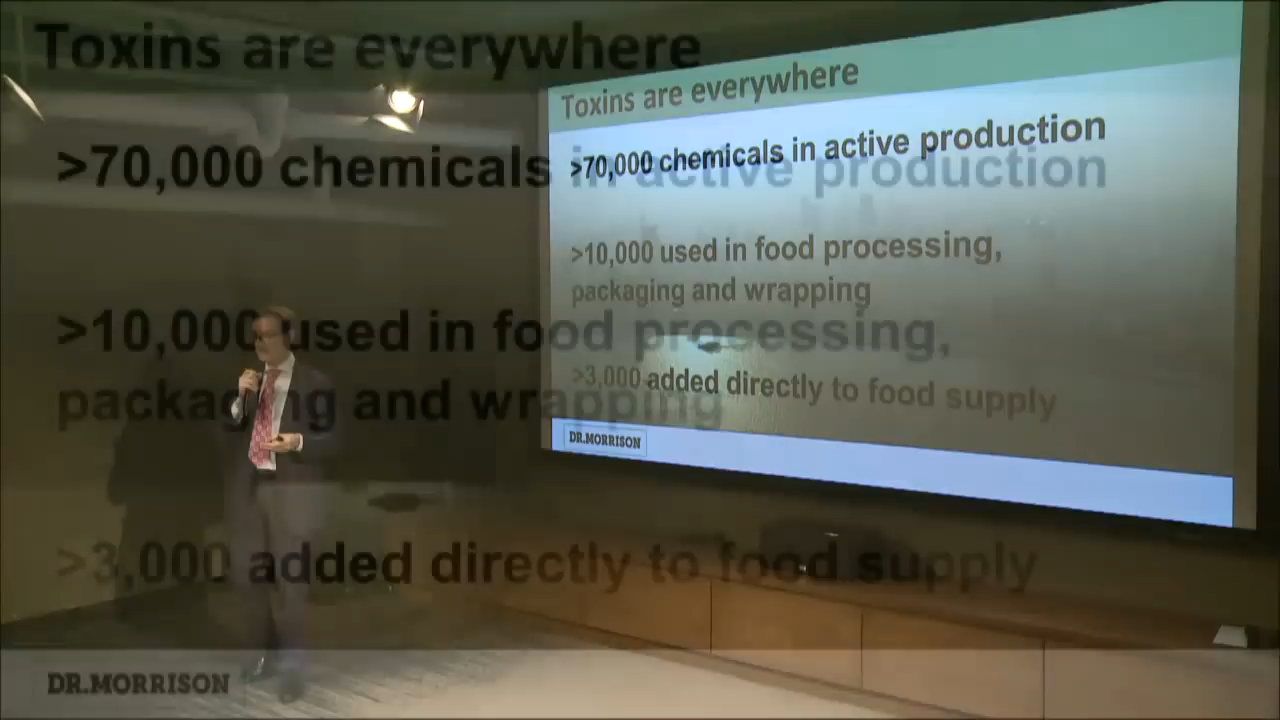 Toxins are everywhere
>70,000 chemicals in active production
>10,000 used in food processing,
packaging and wrapping
>3,000 added directly to food supply
DR.MORRISON
Toxins are everywhere
>70,000 chemicals in active production
>10,000 used in food processing,
packaging and wrapping
>3,000 added directly to food supply
DR.MORRISON